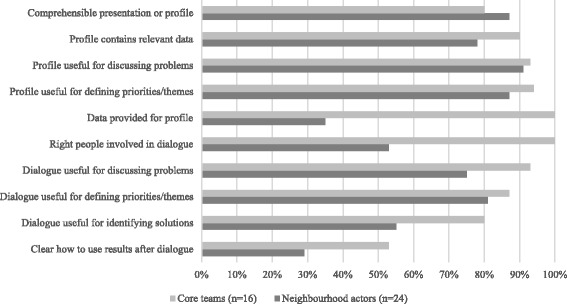 Comprehensible presentation or profile
Profile contains relevant data
Profile useful for discussing problems
Profile useful for defining priorities/themes
Data provided for profile
Right people involved in dialogue
Dialogue useful for discussing problems
Dialogue useful for defining priorities/themes
Dialogue useful for identifying solutions
Clear how to use results after dialogue
0% 10% 20% 30% 40% 50% 60% 70% 80% 90% 100%
Core teams (n=16) Neighbourhood actors (n=24)